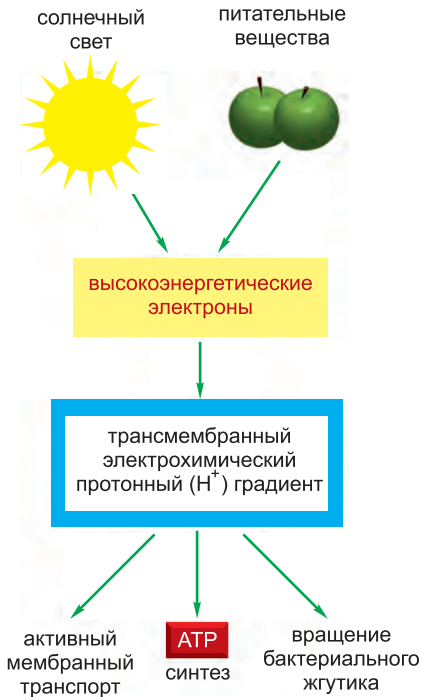 солнечный
свет
питательные
вещества
высокоэнергетические
электроны
трансмембранный
электрохимический
протонный (H⁺) градиент
активный
мембранный
транспорт
ATP
синтез
вращение
бактериального
жгутика